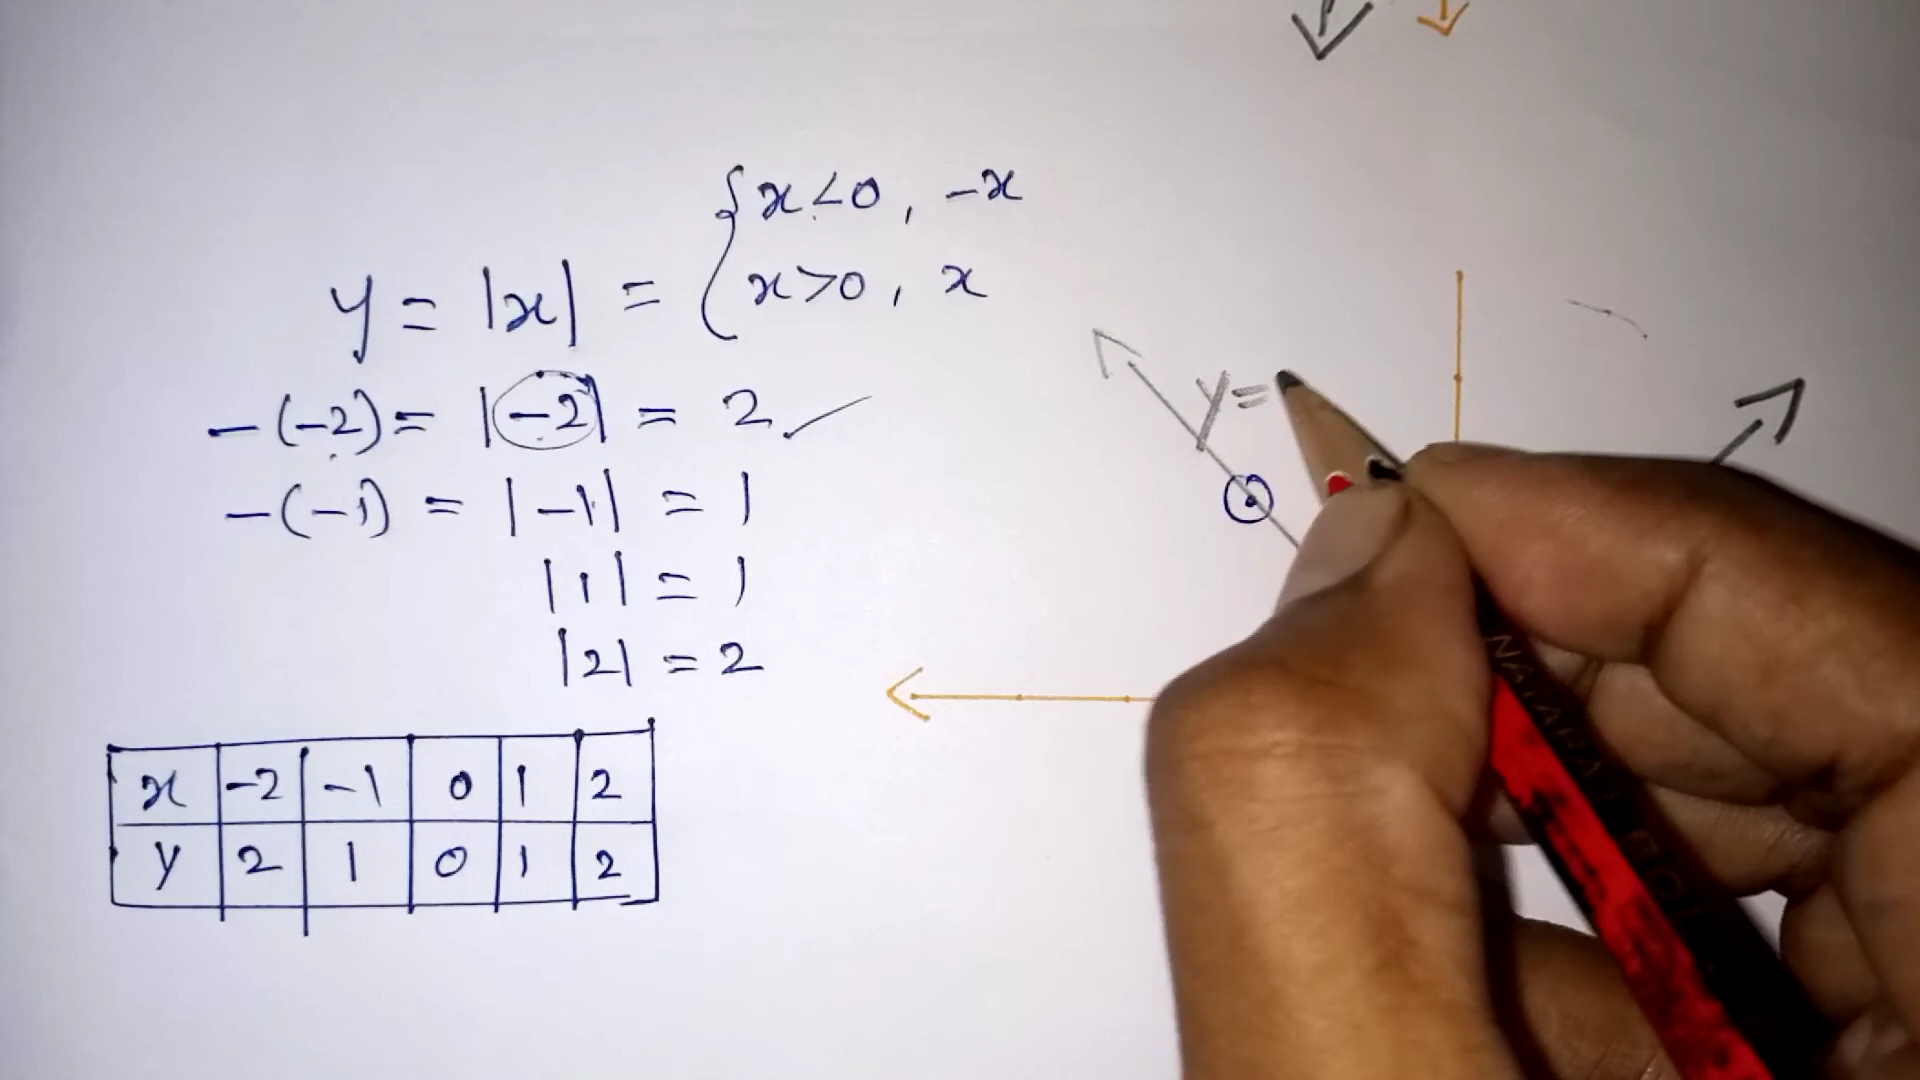 y = |x| = { x<0, -x
x>0, x
-(-2) = |-2| = 2 ✓
-(-1) = |-1| = 1
|1| = 1
|2| = 2
x -2 -1 0 1 2
y 2 1 0 1 2
y=